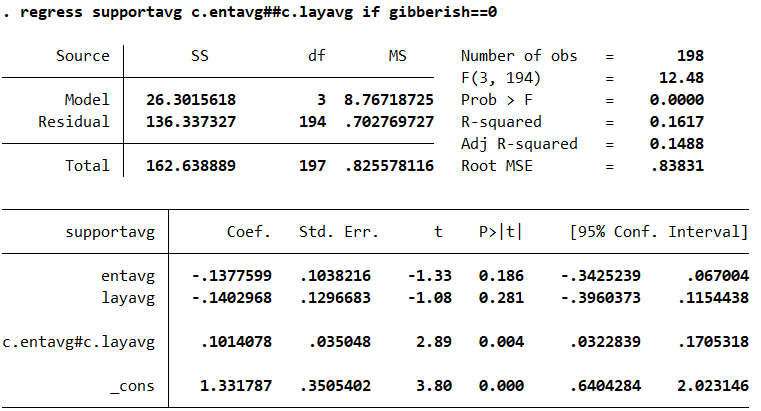 . regress supportavg c.entavg##c.layavg if gibberish==0
Source SS df MS Number of obs = 198
F(3, 194) = 12.48
Model 26.3015618 3 8.76718725 Prob > F = 0.0000
Residual 136.337327 194 .702769727 R-squared = 0.1617
Adj R-squared = 0.1488
Total 162.638889 197 .825578116 Root MSE = .83831
supportavg Coef. Std. Err. t P>|t| [95% Conf. Interval]
entavg -.1377599 .1038216 -1.33 0.186 -.3425239 .067004
layavg -.1402968 .1296683 -1.08 0.281 -.3960373 .1154438
c.entavg#c.layavg .1014078 .035048 2.89 0.004 .0322839 .1705318
_cons 1.331787 .3505402 3.80 0.000 .6404284 2.023146